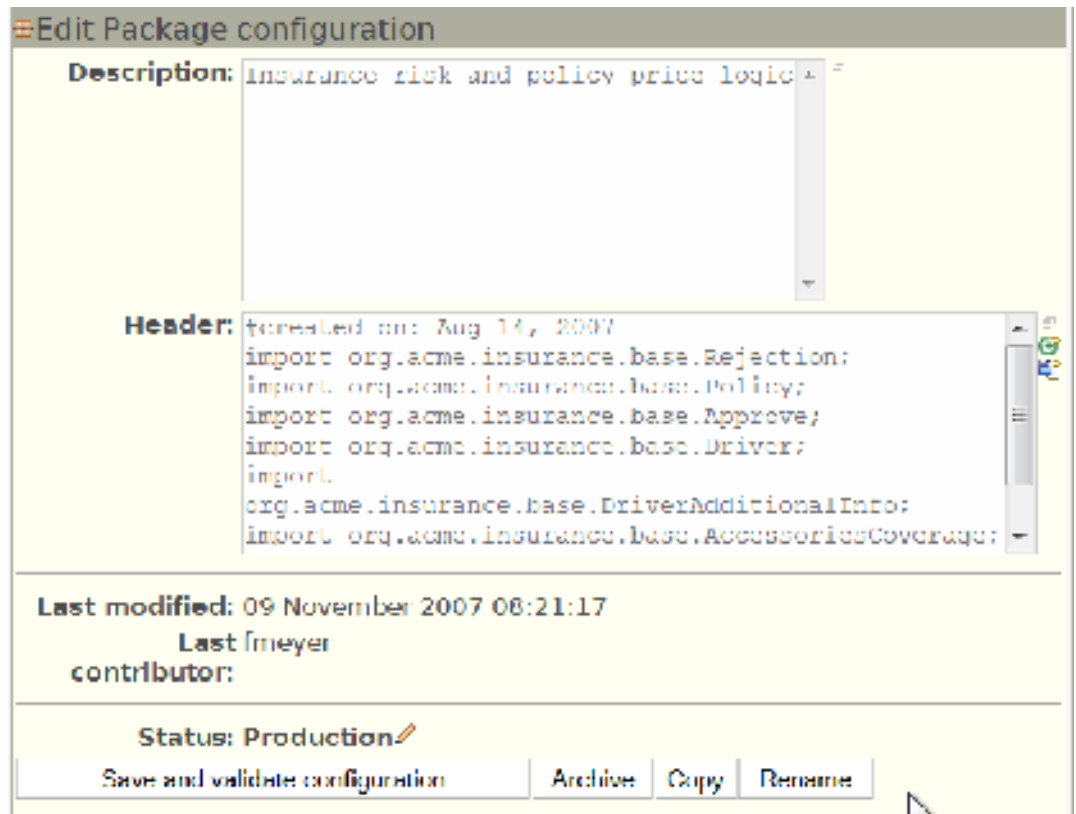 Edit Package configuration
Description: Insurance risk and policy price logic
Header: #created on: Aug 14, 2007
import org.acme.insurance.base.Rejection;
import org.acme.insurance.base.Policy;
import org.acme.insurance.base.Approve;
import org.acme.insurance.base.Driver;
import
org.acme.insurance.base.DriverAdditionalInfo;
import org.acme.insurance.base.AccessoriesCoverage;
Last modified: 09 November 2007 08:21:17
Last fmeyer
contributor:
Status: Production
Save and validate configuration Archive Copy Rename